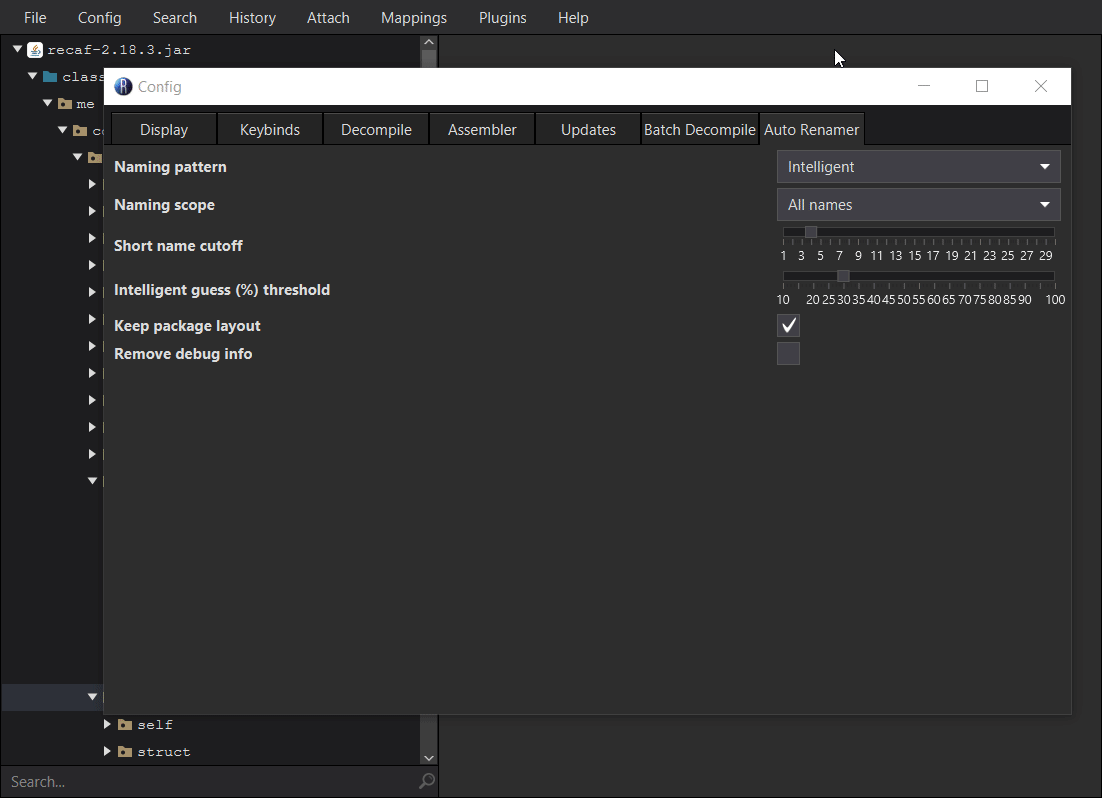 File Config Search History Attach Mappings Plugins Help
recaf-2.18.3.jar
class
me
Config
Display Keybinds Decompile Assembler Updates Batch Decompile Auto Renamer
Naming pattern Intelligent
Naming scope All names
Short name cutoff
1 3 5 7 9 11 13 15 17 19 21 23 25 27 29
Intelligent guess (%) threshold
10 20 25 30 35 40 45 50 55 60 65 70 75 80 85 90 100
Keep package layout
Remove debug info
self
struct
Search...